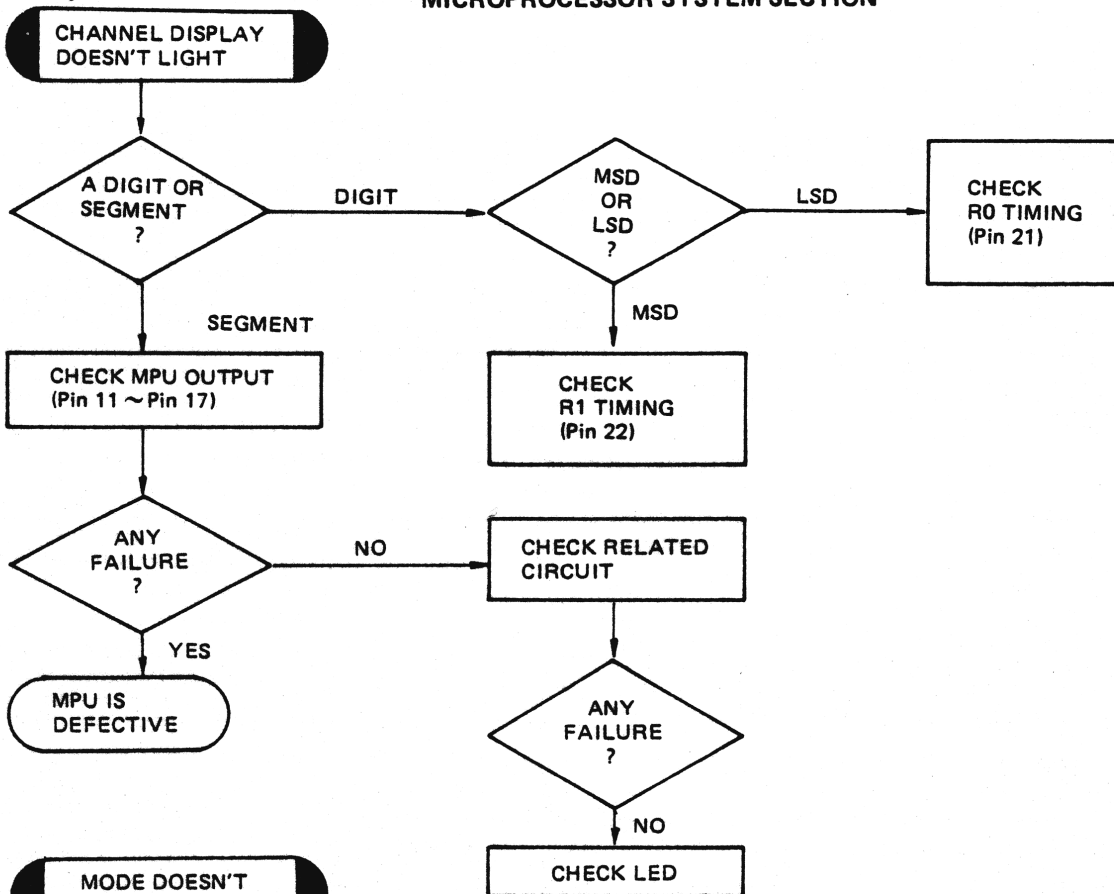 MICROPROCESSOR SYSTEM SECTION
CHANNEL DISPLAY
DOESN'T LIGHT
A DIGIT OR
SEGMENT
?
DIGIT
MSD
OR
LSD
?
LSD
CHECK
R0 TIMING
(Pin 21)
SEGMENT
MSD
CHECK MPU OUTPUT
(Pin 11 ~ Pin 17)
CHECK
R1 TIMING
(Pin 22)
ANY
FAILURE
?
NO
CHECK RELATED
CIRCUIT
YES
MPU IS
DEFECTIVE
ANY
FAILURE
?
NO
CHECK LED
MODE DOESN'T